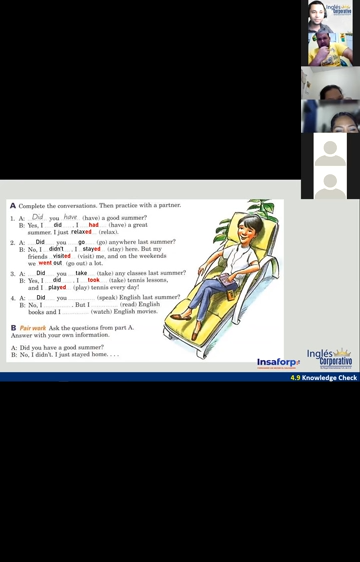 Inglés
Corporativo
A Complete the conversations. Then practice with a partner.
1. A: Did you have (have) a good summer?
B: Yes, I did . I had (have) a great
summer. I just relaxed (relax).
2. A: Did you go (go) anywhere last summer?
B: No, I didn't . I stayed (stay) here. But my
friends visited (visit) me, and on the weekends
we went out (go out) a lot.
3. A: Did you take (take) any classes last summer?
B: Yes, I did . I took (take) tennis lessons,
and I played (play) tennis every day!
4. A: Did you (speak) English last summer?
B: No, I . But I (read) English
books and I (watch) English movies.
B Pair work Ask the questions from part A.
Answer with your own information.
A: Did you have a good summer?
B: No, I didn't. I just stayed home. . . .
Insaforp
Inglés
Corporativo
4.9 Knowledge Check